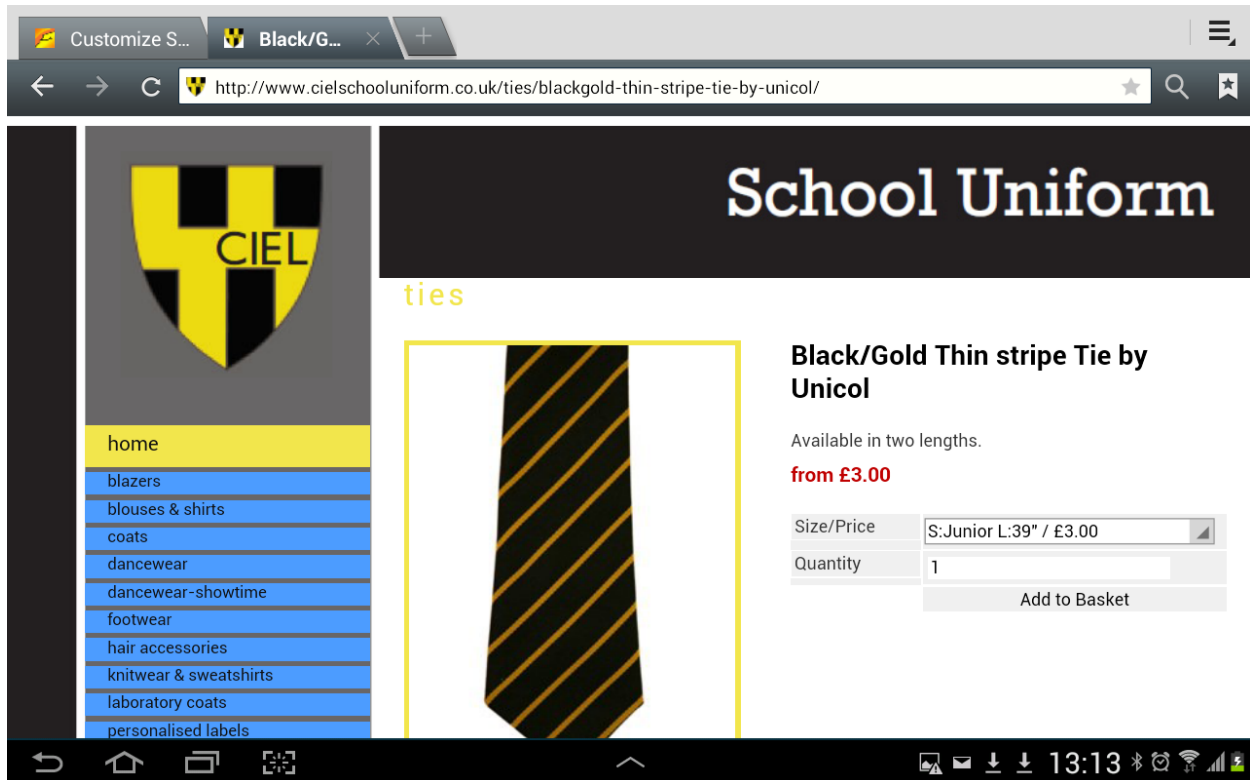 Customize S...
Black/G...
http://www.cielschooluniform.co.uk/ties/blackgold-thin-stripe-tie-by-unicol/
CIEL
School Uniform
ties
Black/Gold Thin stripe Tie by
Unicol
Available in two lengths.
from £3.00
Size/Price
S:Junior L:39" / £3.00
Quantity
1
Add to Basket
home
blazers
blouses & shirts
coats
dancewear
dancewear-showtime
footwear
hair accessories
knitwear & sweatshirts
laboratory coats
personalised labels
13:13